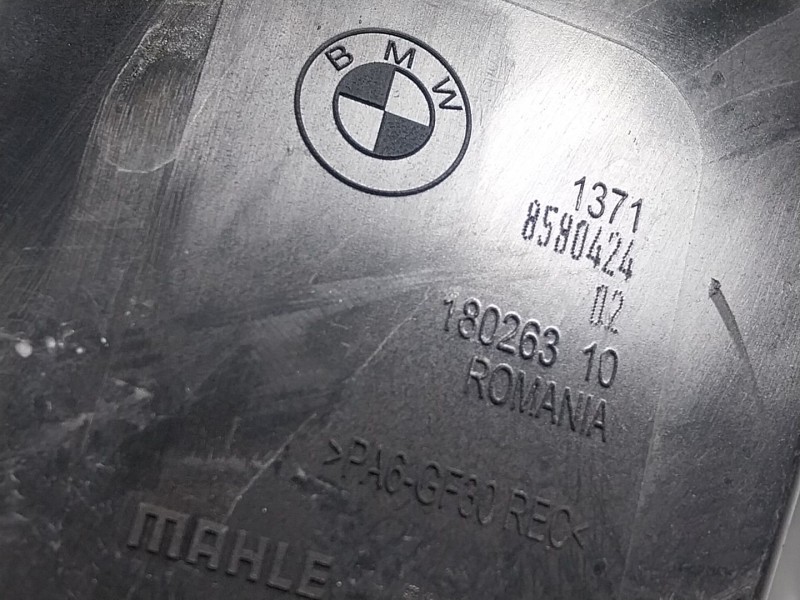 BMW
1371
8580424
02
180263 10
ROMANIA
>PA6-GF30 REC<
MAHLE